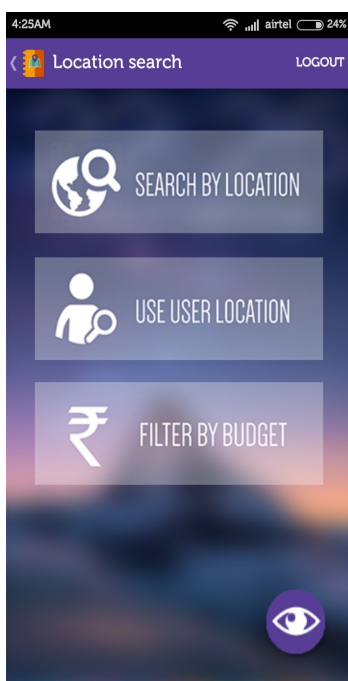 4:25AM airtel 24%
Location search LOGOUT
SEARCH BY LOCATION
USE USER LOCATION
₹ FILTER BY BUDGET